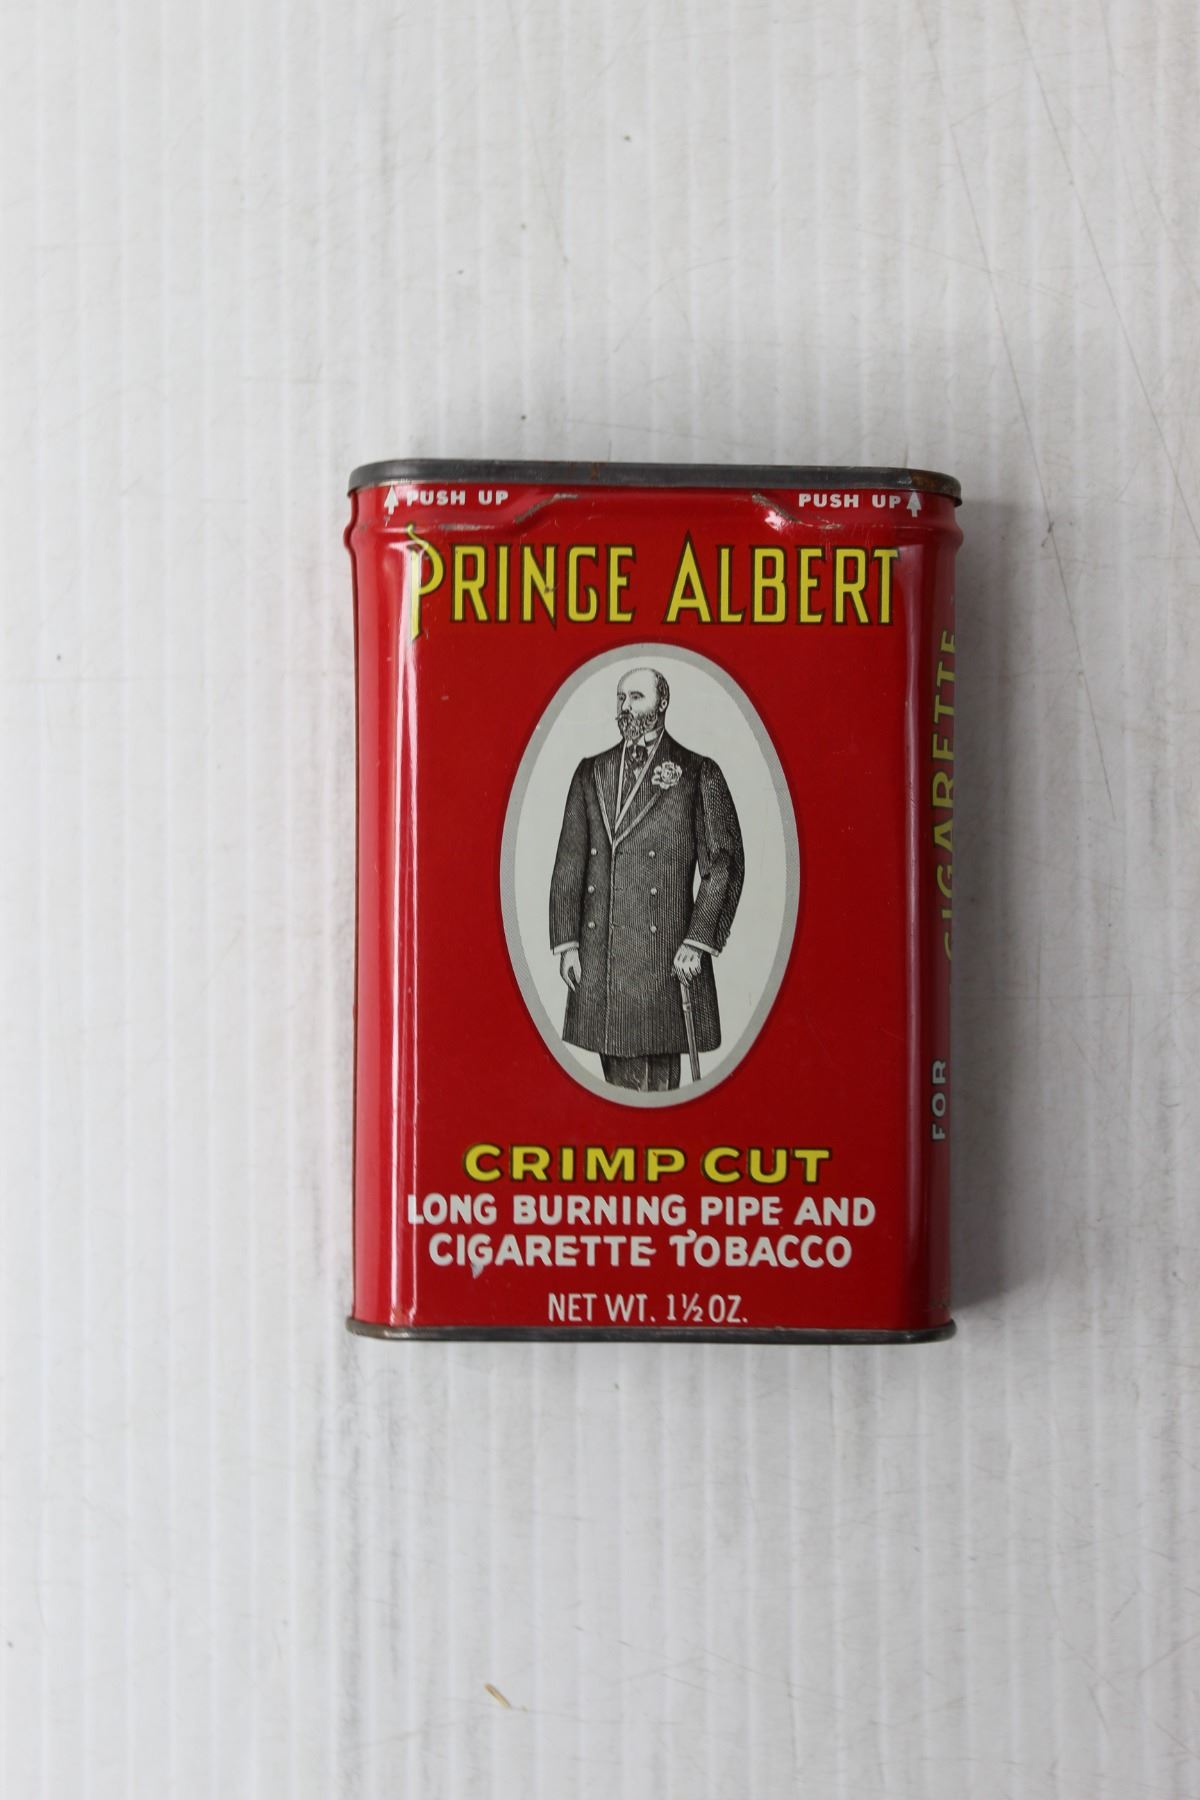 PUSH UP PUSH UP
PRINCE ALBERT
CRIMP CUT
LONG BURNING PIPE AND
CIGARETTE TOBACCO
NET WT. 1½ OZ.
FOR CIGARETTE